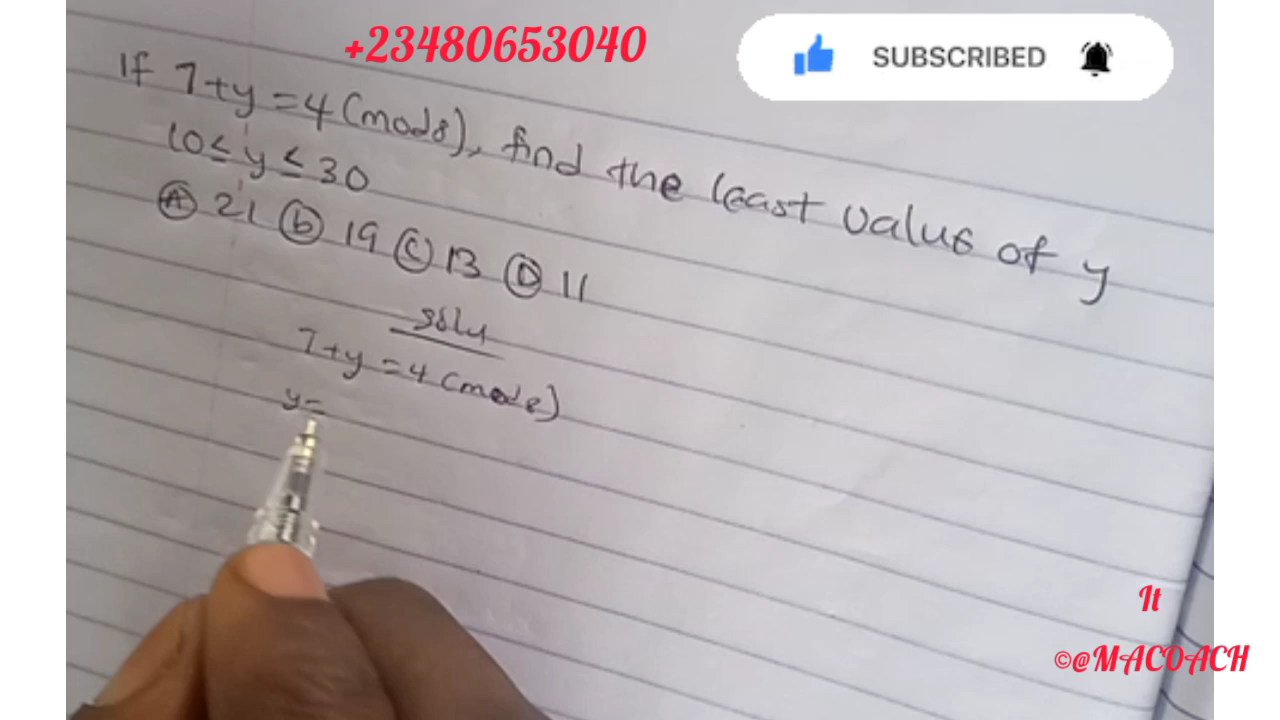 +23480653040
SUBSCRIBED
If 7+y =4(mod8), find the least value of y
10≤ y ≤ 30
(A) 21 (b) 19 (C) 13 (D) 11
soln
7+y =4 (mod8)
y=
It
©@MACOACH